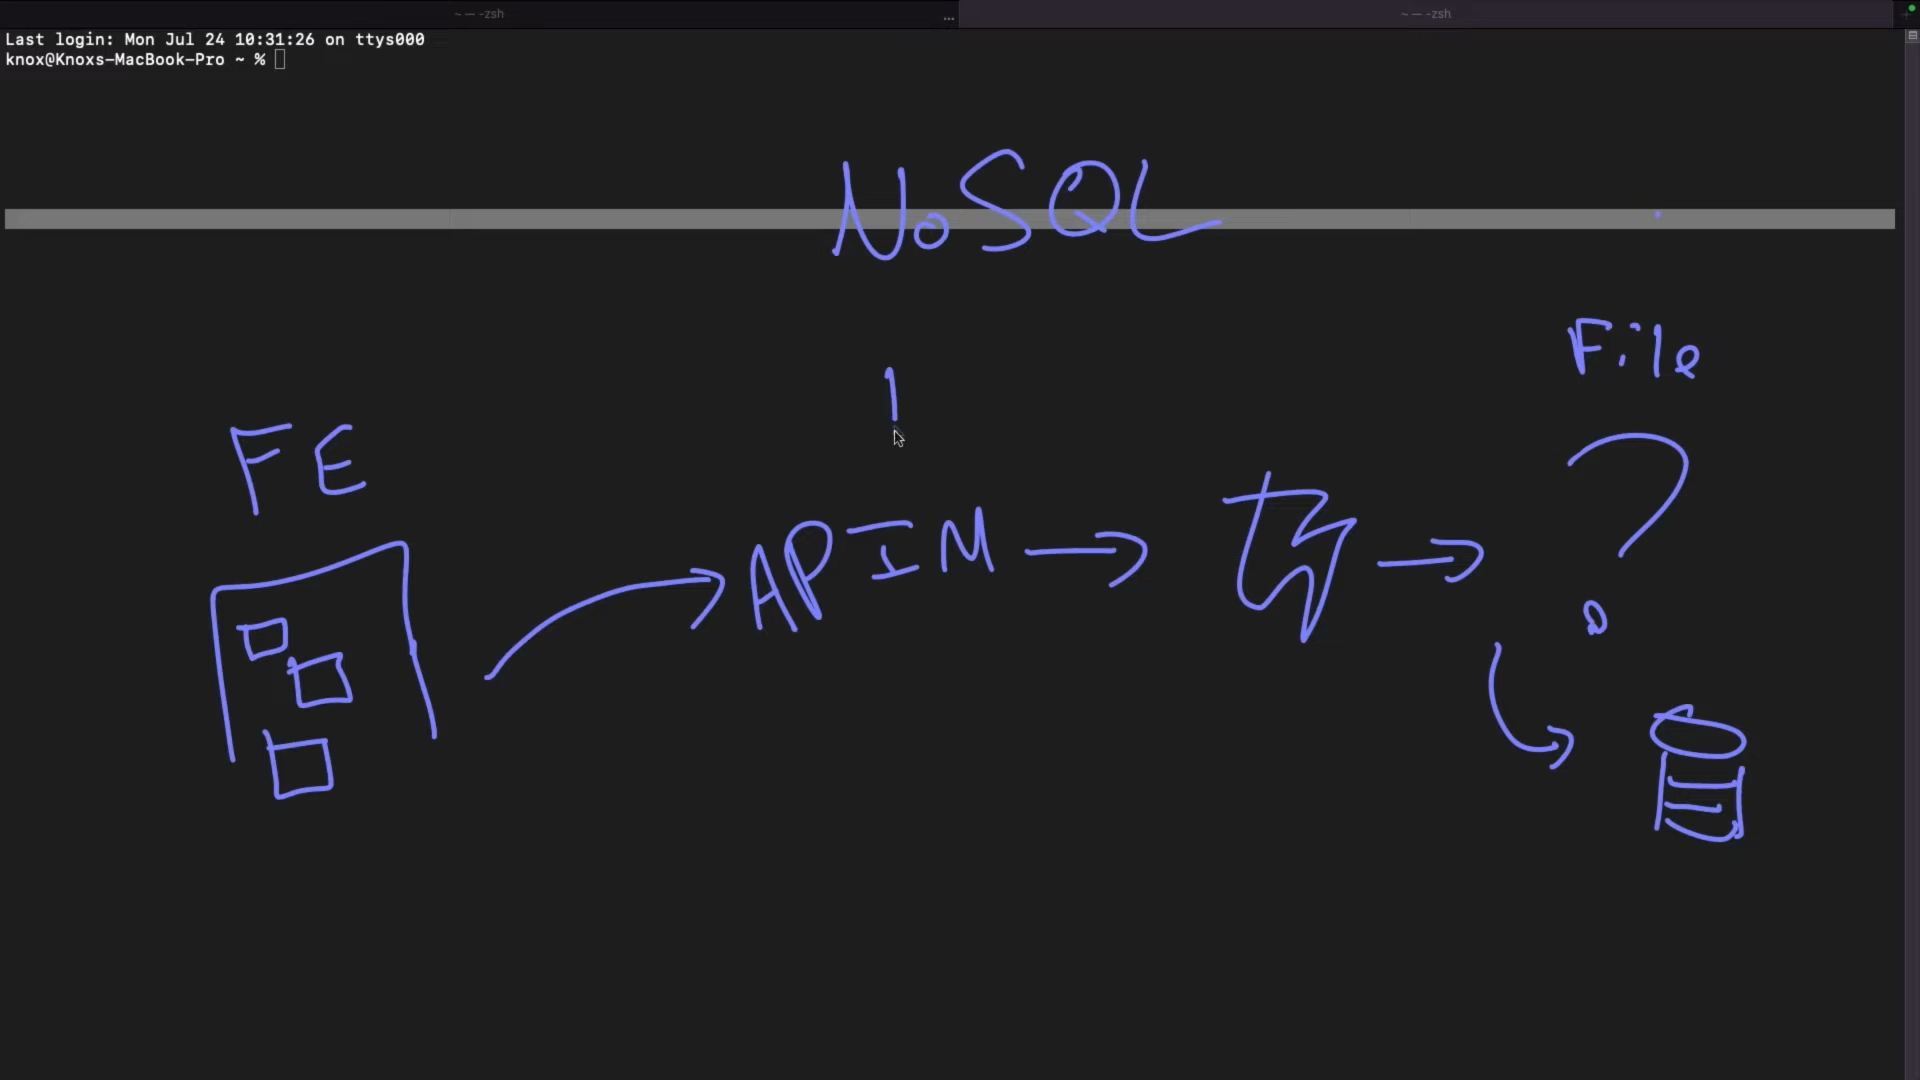 ~ — -zsh
...
~ — -zsh
+
Last login: Mon Jul 24 10:31:26 on ttys000
knox@Knoxs-MacBook-Pro ~ %
NoSQL
File
FE
?
APIM